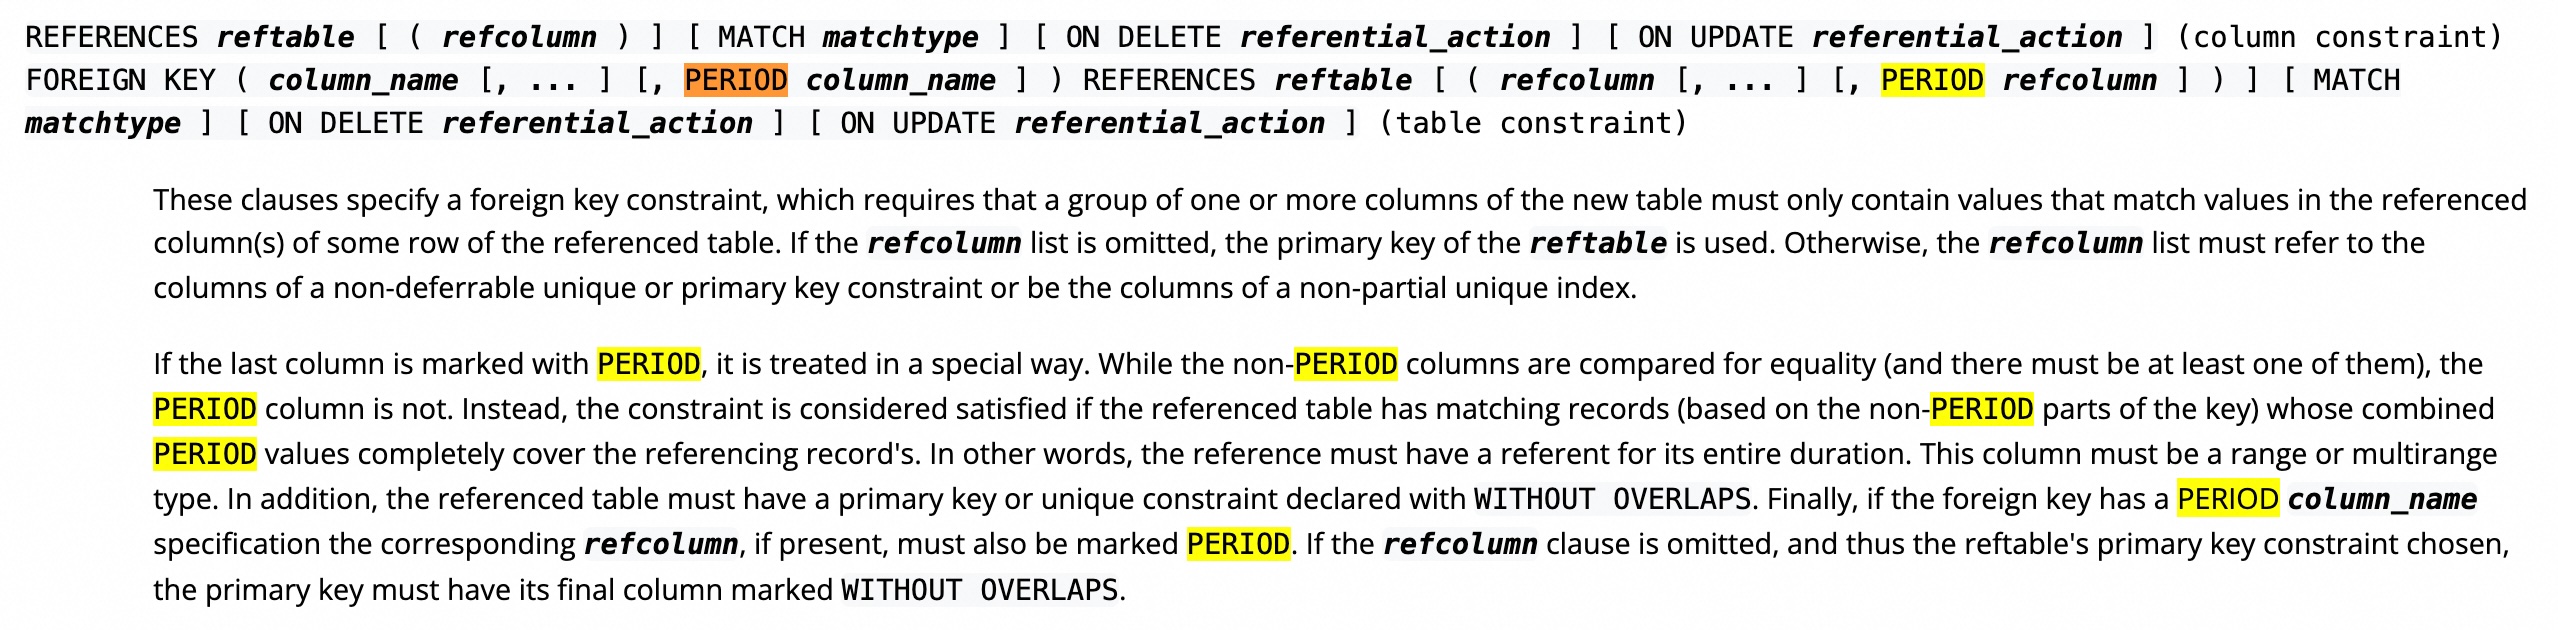 REFERENCES reftable [ ( refcolumn ) ] [ MATCH matchtype ] [ ON DELETE referential_action ] [ ON UPDATE referential_action ] (column constraint)
FOREIGN KEY ( column_name [, ... ] [, PERIOD column_name ] ) REFERENCES reftable [ ( refcolumn [, ... ] [, PERIOD refcolumn ] ) ] [ MATCH
matchtype ] [ ON DELETE referential_action ] [ ON UPDATE referential_action ] (table constraint)
These clauses specify a foreign key constraint, which requires that a group of one or more columns of the new table must only contain values that match values in the referenced
column(s) of some row of the referenced table. If the refcolumn list is omitted, the primary key of the reftable is used. Otherwise, the refcolumn list must refer to the
columns of a non-deferrable unique or primary key constraint or be the columns of a non-partial unique index.
If the last column is marked with PERIOD, it is treated in a special way. While the non-PERIOD columns are compared for equality (and there must be at least one of them), the
PERIOD column is not. Instead, the constraint is considered satisfied if the referenced table has matching records (based on the non-PERIOD parts of the key) whose combined
PERIOD values completely cover the referencing record's. In other words, the reference must have a referent for its entire duration. This column must be a range or multirange
type. In addition, the referenced table must have a primary key or unique constraint declared with WITHOUT OVERLAPS. Finally, if the foreign key has a PERIOD column_name
specification the corresponding refcolumn, if present, must also be marked PERIOD. If the refcolumn clause is omitted, and thus the reftable's primary key constraint chosen,
the primary key must have its final column marked WITHOUT OVERLAPS.